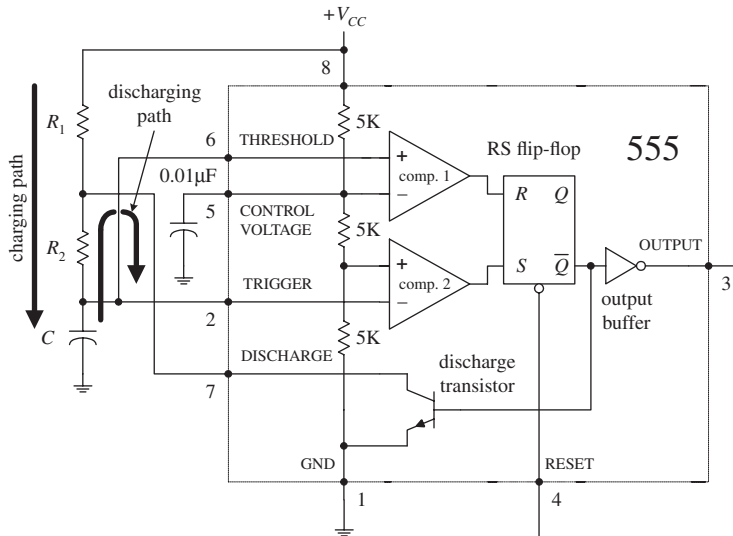 +V_CC
8
discharging
path
R₁
6
THRESHOLD
5K
RS flip-flop
555
0.01μF
+
comp. 1
−
R
Q
5
CONTROL
VOLTAGE
charging path
R₂
5K
S
Q̅
OUTPUT
3
+
comp. 2
−
TRIGGER
2
output
buffer
C
5K
DISCHARGE
7
discharge
transistor
GND
RESET
1
4